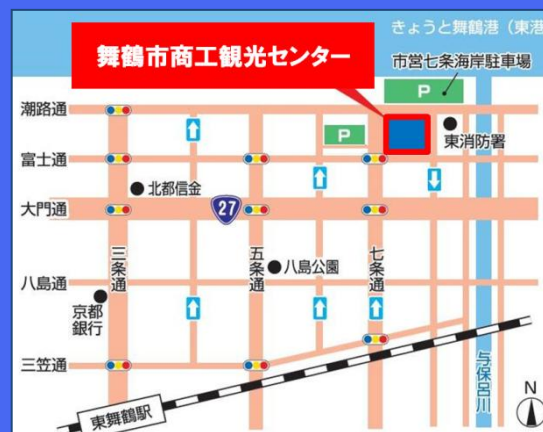 きょうと舞鶴港（東港
舞鶴市商工観光センター
市営七条海岸駐車場
P
潮路通
P
東消防署
富士通
北都信金
大門通
27
三条通
五条通
七条通
八島公園
八島通
京都
銀行
三笠通
与保呂川
東舞鶴駅
N